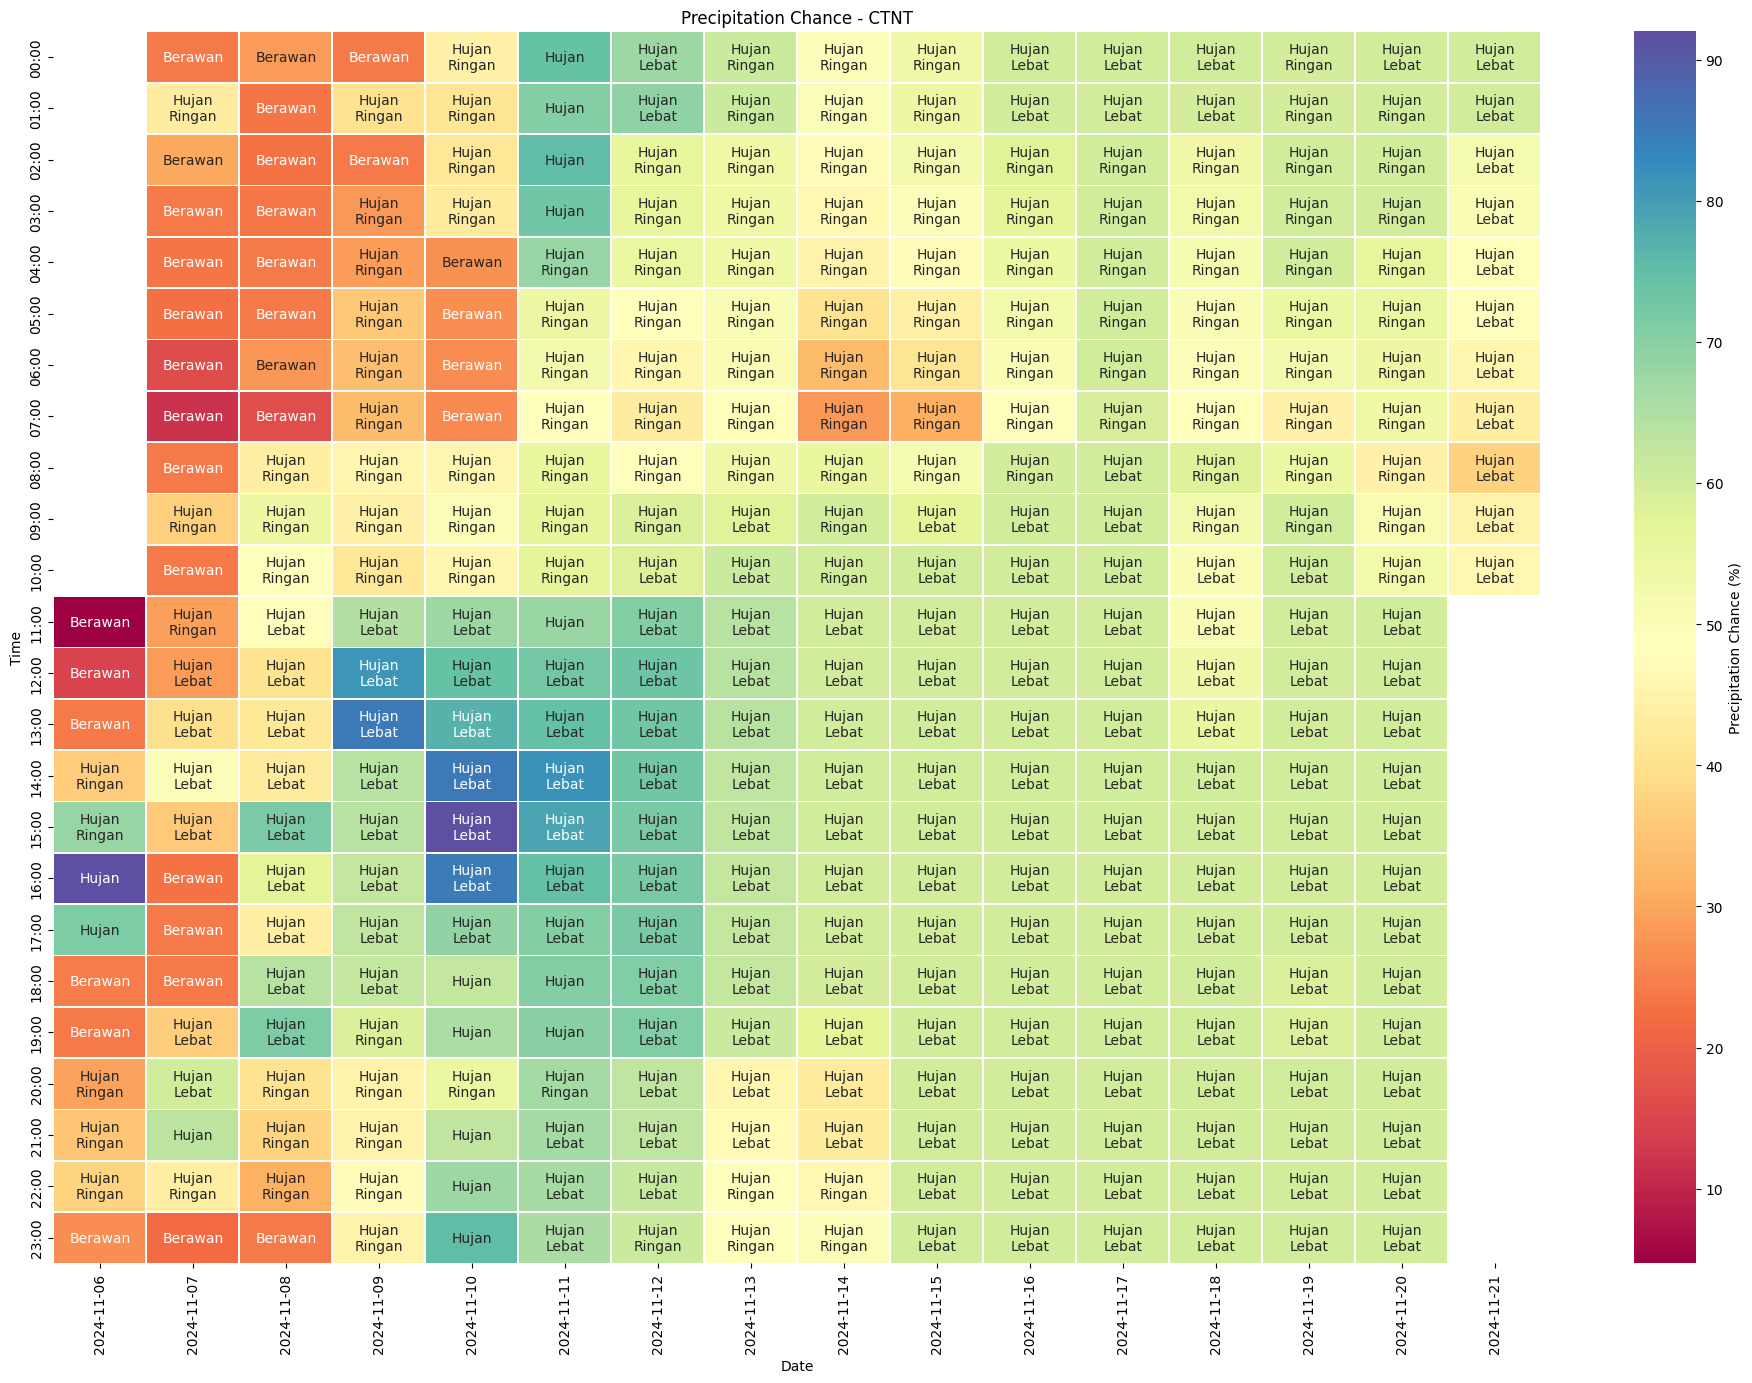 Precipitation Chance - CTNT
00:00 Berawan Berawan Berawan Hujan Ringan Hujan Hujan Lebat Hujan Ringan Hujan Ringan Hujan Ringan Hujan Lebat Hujan Lebat Hujan Lebat Hujan Ringan Hujan Lebat Hujan Lebat
01:00 Hujan Ringan Berawan Hujan Ringan Hujan Ringan Hujan Hujan Lebat Hujan Ringan Hujan Ringan Hujan Ringan Hujan Lebat Hujan Lebat Hujan Lebat Hujan Ringan Hujan Ringan Hujan Lebat
02:00 Berawan Berawan Berawan Hujan Ringan Hujan Hujan Ringan Hujan Ringan Hujan Ringan Hujan Ringan Hujan Ringan Hujan Ringan Hujan Ringan Hujan Ringan Hujan Ringan Hujan Lebat
03:00 Berawan Berawan Hujan Ringan Hujan Ringan Hujan Hujan Ringan Hujan Ringan Hujan Ringan Hujan Ringan Hujan Ringan Hujan Ringan Hujan Ringan Hujan Ringan Hujan Ringan Hujan Lebat
04:00 Berawan Berawan Hujan Ringan Berawan Hujan Ringan Hujan Ringan Hujan Ringan Hujan Ringan Hujan Ringan Hujan Ringan Hujan Ringan Hujan Ringan Hujan Ringan Hujan Ringan Hujan Lebat
05:00 Berawan Berawan Hujan Ringan Berawan Hujan Ringan Hujan Ringan Hujan Ringan Hujan Ringan Hujan Ringan Hujan Ringan Hujan Ringan Hujan Ringan Hujan Ringan Hujan Ringan Hujan Lebat
06:00 Berawan Berawan Hujan Ringan Berawan Hujan Ringan Hujan Ringan Hujan Ringan Hujan Ringan Hujan Ringan Hujan Ringan Hujan Ringan Hujan Ringan Hujan Ringan Hujan Ringan Hujan Lebat
07:00 Berawan Berawan Hujan Ringan Berawan Hujan Ringan Hujan Ringan Hujan Ringan Hujan Ringan Hujan Ringan Hujan Ringan Hujan Ringan Hujan Ringan Hujan Ringan Hujan Ringan Hujan Lebat
08:00 Berawan Hujan Ringan Hujan Ringan Hujan Ringan Hujan Ringan Hujan Ringan Hujan Ringan Hujan Ringan Hujan Ringan Hujan Ringan Hujan Lebat Hujan Ringan Hujan Ringan Hujan Ringan Hujan Lebat
09:00 Hujan Ringan Hujan Ringan Hujan Ringan Hujan Ringan Hujan Ringan Hujan Ringan Hujan Lebat Hujan Ringan Hujan Lebat Hujan Lebat Hujan Lebat Hujan Ringan Hujan Ringan Hujan Ringan Hujan Lebat
10:00 Berawan Hujan Ringan Hujan Ringan Hujan Ringan Hujan Ringan Hujan Lebat Hujan Lebat Hujan Ringan Hujan Lebat Hujan Lebat Hujan Lebat Hujan Lebat Hujan Lebat Hujan Ringan Hujan Lebat
11:00 Berawan Hujan Ringan Hujan Lebat Hujan Lebat Hujan Lebat Hujan Hujan Lebat Hujan Lebat Hujan Lebat Hujan Lebat Hujan Lebat Hujan Lebat Hujan Lebat Hujan Lebat Hujan Lebat
12:00 Berawan Hujan Lebat Hujan Lebat Hujan Lebat Hujan Lebat Hujan Lebat Hujan Lebat Hujan Lebat Hujan Lebat Hujan Lebat Hujan Lebat Hujan Lebat Hujan Lebat Hujan Lebat Hujan Lebat
13:00 Berawan Hujan Lebat Hujan Lebat Hujan Lebat Hujan Lebat Hujan Lebat Hujan Lebat Hujan Lebat Hujan Lebat Hujan Lebat Hujan Lebat Hujan Lebat Hujan Lebat Hujan Lebat Hujan Lebat
14:00 Hujan Ringan Hujan Lebat Hujan Lebat Hujan Lebat Hujan Lebat Hujan Lebat Hujan Lebat Hujan Lebat Hujan Lebat Hujan Lebat Hujan Lebat Hujan Lebat Hujan Lebat Hujan Lebat Hujan Lebat
15:00 Hujan Ringan Hujan Lebat Hujan Lebat Hujan Lebat Hujan Lebat Hujan Lebat Hujan Lebat Hujan Lebat Hujan Lebat Hujan Lebat Hujan Lebat Hujan Lebat Hujan Lebat Hujan Lebat Hujan Lebat
16:00 Hujan Berawan Hujan Lebat Hujan Lebat Hujan Lebat Hujan Lebat Hujan Lebat Hujan Lebat Hujan Lebat Hujan Lebat Hujan Lebat Hujan Lebat Hujan Lebat Hujan Lebat Hujan Lebat
17:00 Hujan Berawan Hujan Lebat Hujan Lebat Hujan Lebat Hujan Lebat Hujan Lebat Hujan Lebat Hujan Lebat Hujan Lebat Hujan Lebat Hujan Lebat Hujan Lebat Hujan Lebat Hujan Lebat
18:00 Berawan Berawan Hujan Lebat Hujan Lebat Hujan Hujan Hujan Lebat Hujan Lebat Hujan Lebat Hujan Lebat Hujan Lebat Hujan Lebat Hujan Lebat Hujan Lebat Hujan Lebat
19:00 Berawan Hujan Lebat Hujan Lebat Hujan Ringan Hujan Hujan Hujan Lebat Hujan Lebat Hujan Lebat Hujan Lebat Hujan Lebat Hujan Lebat Hujan Lebat Hujan Lebat Hujan Lebat
20:00 Hujan Ringan Hujan Lebat Hujan Ringan Hujan Ringan Hujan Ringan Hujan Ringan Hujan Lebat Hujan Lebat Hujan Lebat Hujan Lebat Hujan Lebat Hujan Lebat Hujan Lebat Hujan Lebat Hujan Lebat
21:00 Hujan Ringan Hujan Hujan Ringan Hujan Ringan Hujan Hujan Lebat Hujan Lebat Hujan Lebat Hujan Lebat Hujan Lebat Hujan Lebat Hujan Lebat Hujan Lebat Hujan Lebat Hujan Lebat
22:00 Hujan Ringan Hujan Ringan Hujan Ringan Hujan Ringan Hujan Hujan Lebat Hujan Lebat Hujan Ringan Hujan Ringan Hujan Lebat Hujan Lebat Hujan Lebat Hujan Lebat Hujan Lebat Hujan Lebat
23:00 Berawan Berawan Berawan Hujan Ringan Hujan Hujan Lebat Hujan Ringan Hujan Ringan Hujan Ringan Hujan Lebat Hujan Lebat Hujan Lebat Hujan Lebat Hujan Lebat Hujan Lebat
Time
2024-11-06 2024-11-07 2024-11-08 2024-11-09 2024-11-10 2024-11-11 2024-11-12 2024-11-13 2024-11-14 2024-11-15 2024-11-16 2024-11-17 2024-11-18 2024-11-19 2024-11-20 2024-11-21
Date
90
80
70
60
50
40
30
20
10
Precipitation Chance (%)